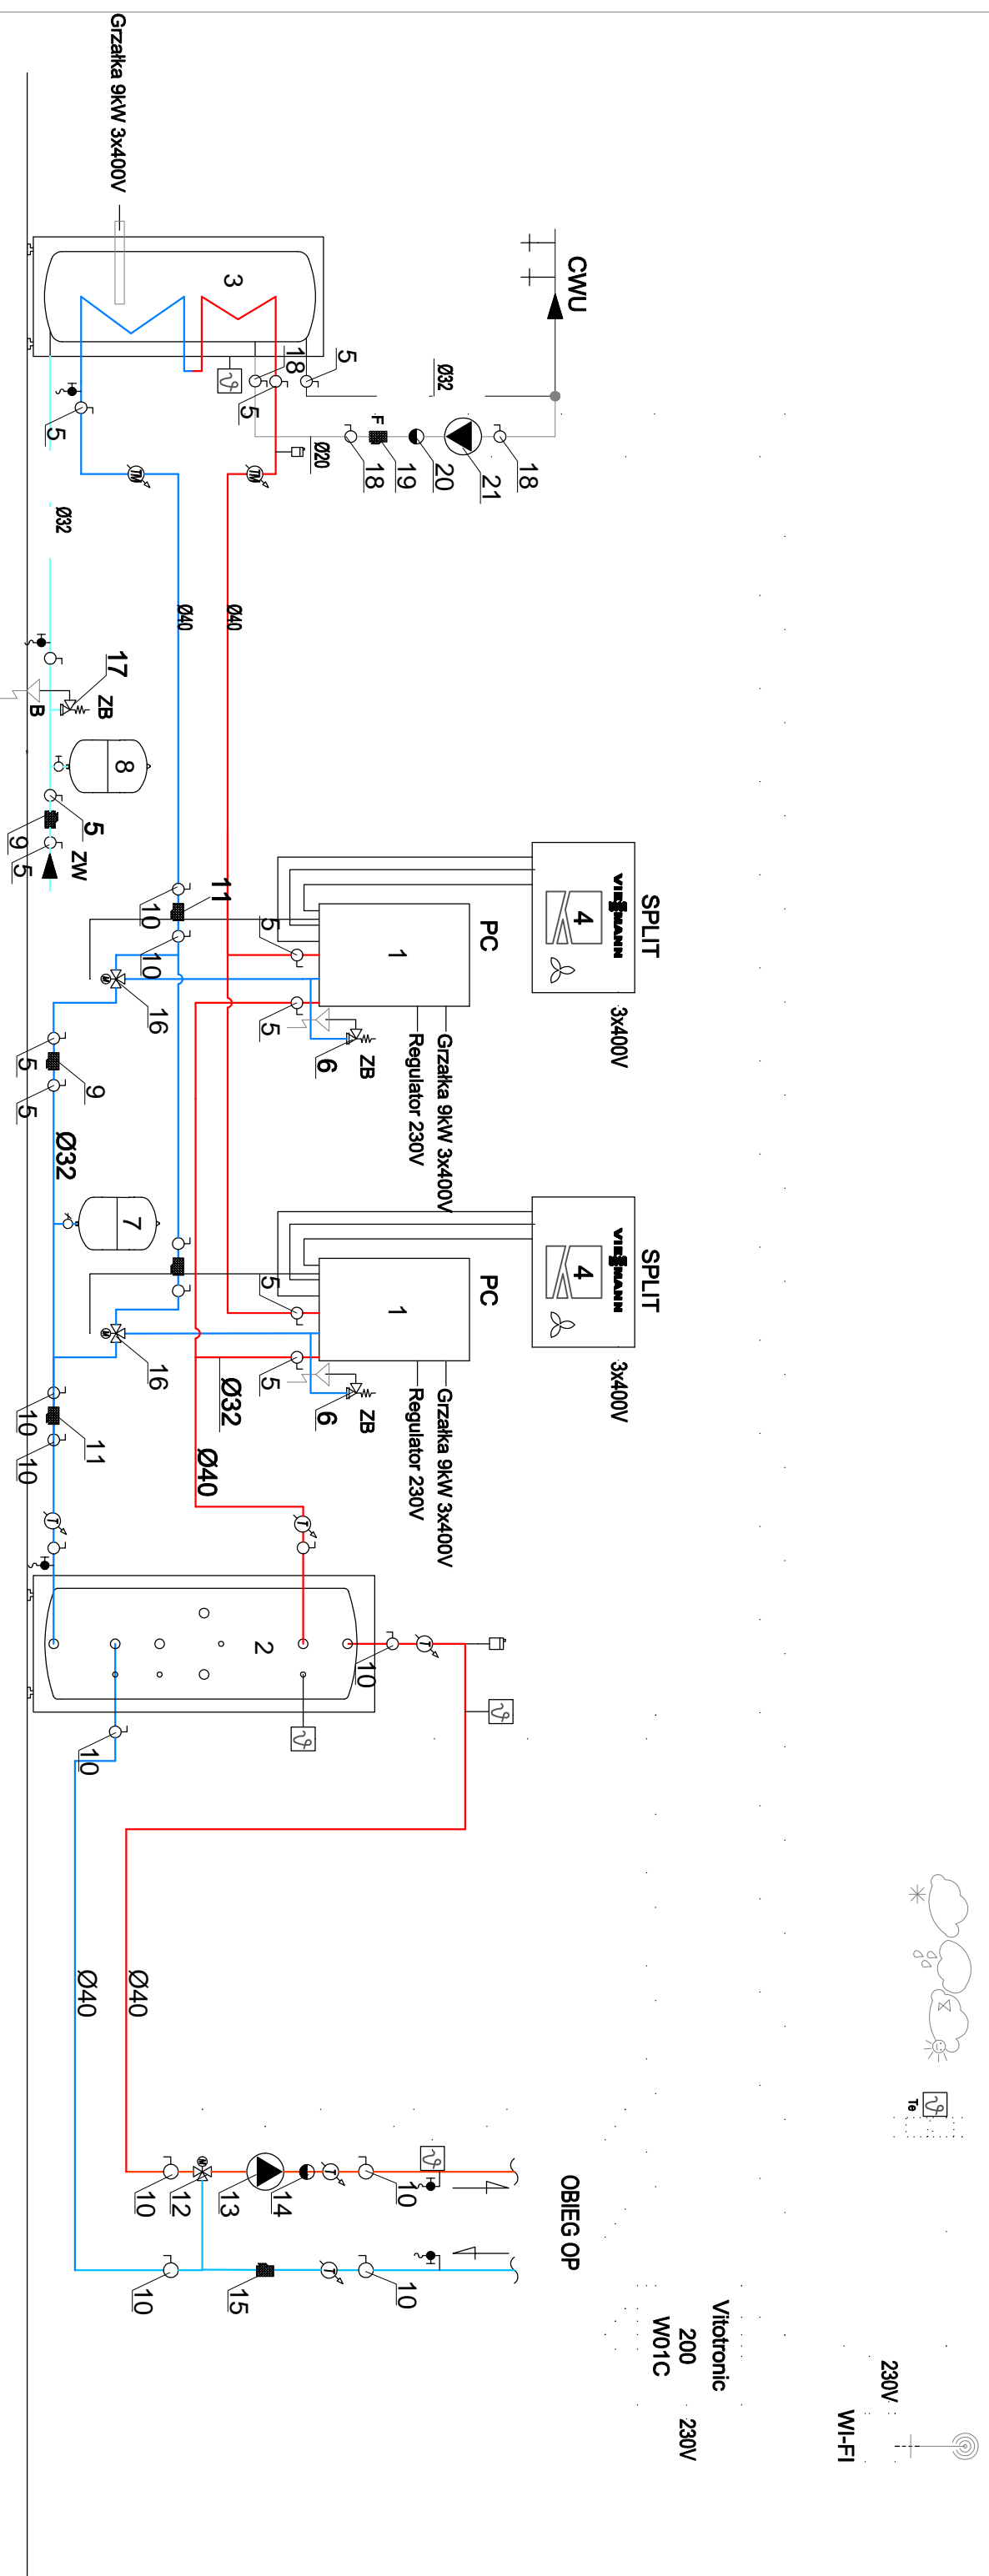 Grzałka 9kW 3x400V
3
CWU
Ø32
5
18
5
5
Ø20
18
F
19
20
21
18
TM
TM
Ø32
Ø40
Ø40
17
ZB
B
8
5
9
5
ZW
SPLIT
VIESMANN
4
3x400V
PC
1
Grzałka 9kW 3x400V
Regulator 230V
ZB
6
5
5
11
10
10
M
16
5
9
5
Ø32
7
SPLIT
VIESMANN
4
3x400V
PC
1
Grzałka 9kW 3x400V
Regulator 230V
ZB
6
5
5
Ø32
Ø40
M
16
10
11
10
T
T
2
10
T
10
Ø40
Ø40
OBIEG OP
10
12
M
13
14
T
10
10
15
T
10
Te
Vitotronic
200
W01C
230V
230V
WI-FI